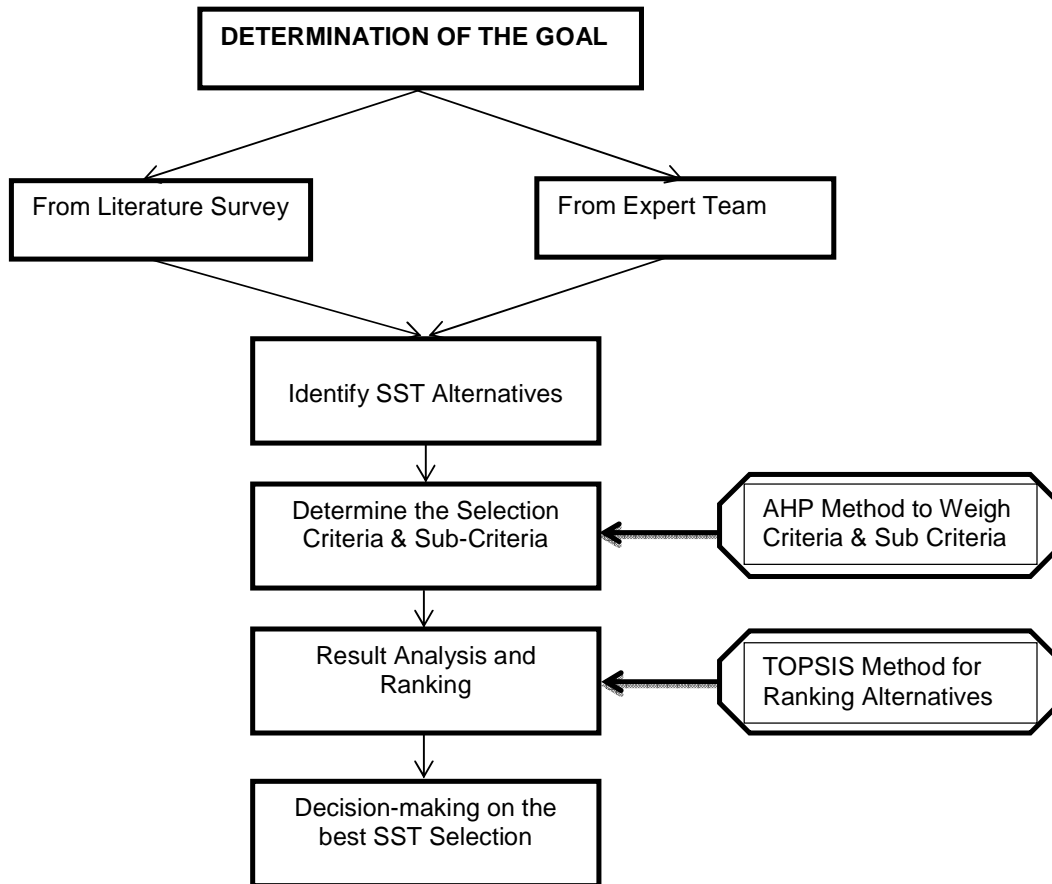 DETERMINATION OF THE GOAL
From Literature Survey
From Expert Team
Identify SST Alternatives
Determine the Selection
Criteria & Sub-Criteria
AHP Method to Weigh
Criteria & Sub Criteria
Result Analysis and
Ranking
TOPSIS Method for
Ranking Alternatives
Decision-making on the
best SST Selection